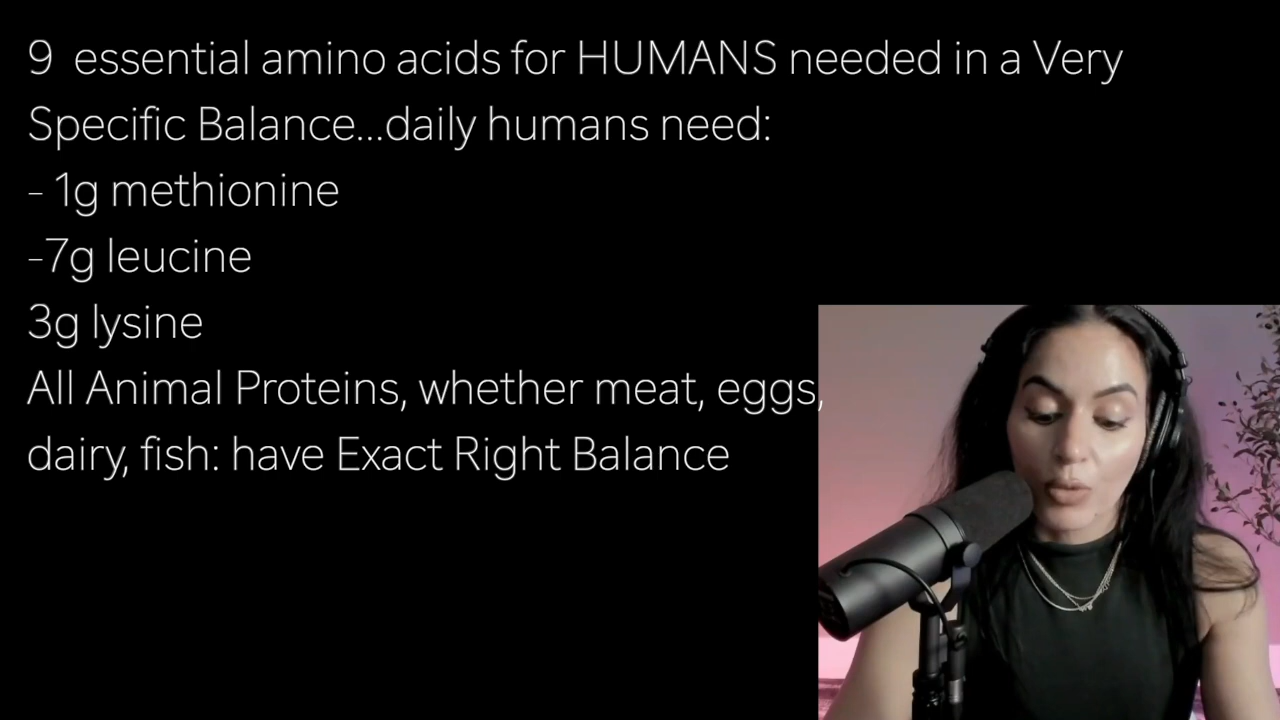 9 essential amino acids for HUMANS needed in a Very
Specific Balance...daily humans need:
- 1g methionine
-7g leucine
3g lysine
All Animal Proteins, whether meat, eggs,
dairy, fish: have Exact Right Balance